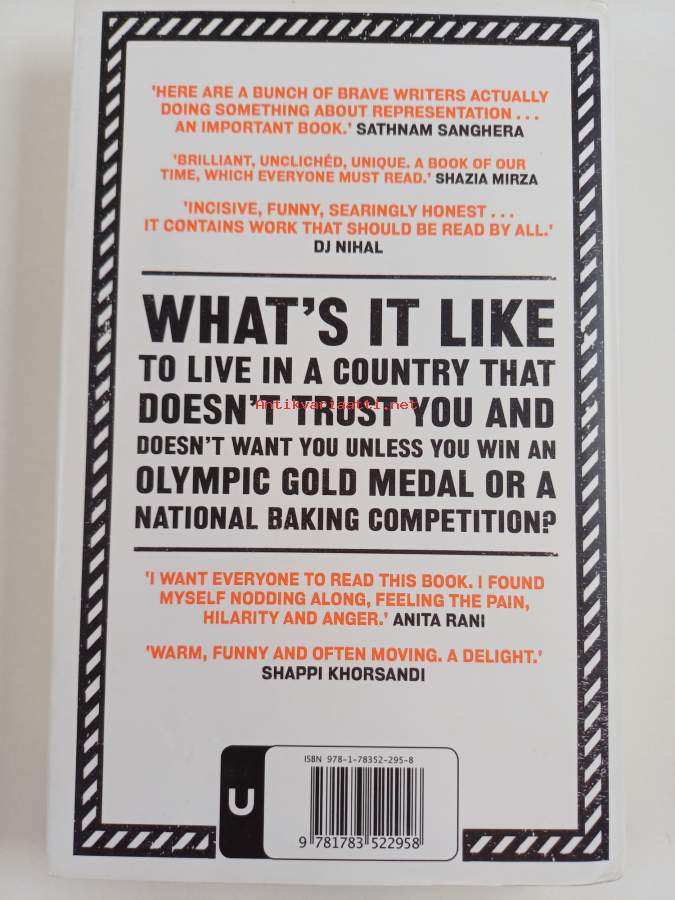 'HERE ARE A BUNCH OF BRAVE WRITERS ACTUALLY
DOING SOMETHING ABOUT REPRESENTATION . . .
AN IMPORTANT BOOK.' SATHNAM SANGHERA
'BRILLIANT, UNCLICHÉD, UNIQUE. A BOOK OF OUR
TIME, WHICH EVERYONE MUST READ.' SHAZIA MIRZA
'INCISIVE, FUNNY, SEARINGLY HONEST . . .
IT CONTAINS WORK THAT SHOULD BE READ BY ALL.'
DJ NIHAL
WHAT'S IT LIKE
TO LIVE IN A COUNTRY THAT
DOESN'T TRUST YOU AND
Antikvariaatti.net
DOESN'T WANT YOU UNLESS YOU WIN AN
OLYMPIC GOLD MEDAL OR A
NATIONAL BAKING COMPETITION?
'I WANT EVERYONE TO READ THIS BOOK. I FOUND
MYSELF NODDING ALONG, FEELING THE PAIN,
HILARITY AND ANGER.' ANITA RANI
'WARM, FUNNY AND OFTEN MOVING. A DELIGHT.'
SHAPPI KHORSANDI
U
ISBN 978-1-78352-295-8
9 781783 522958